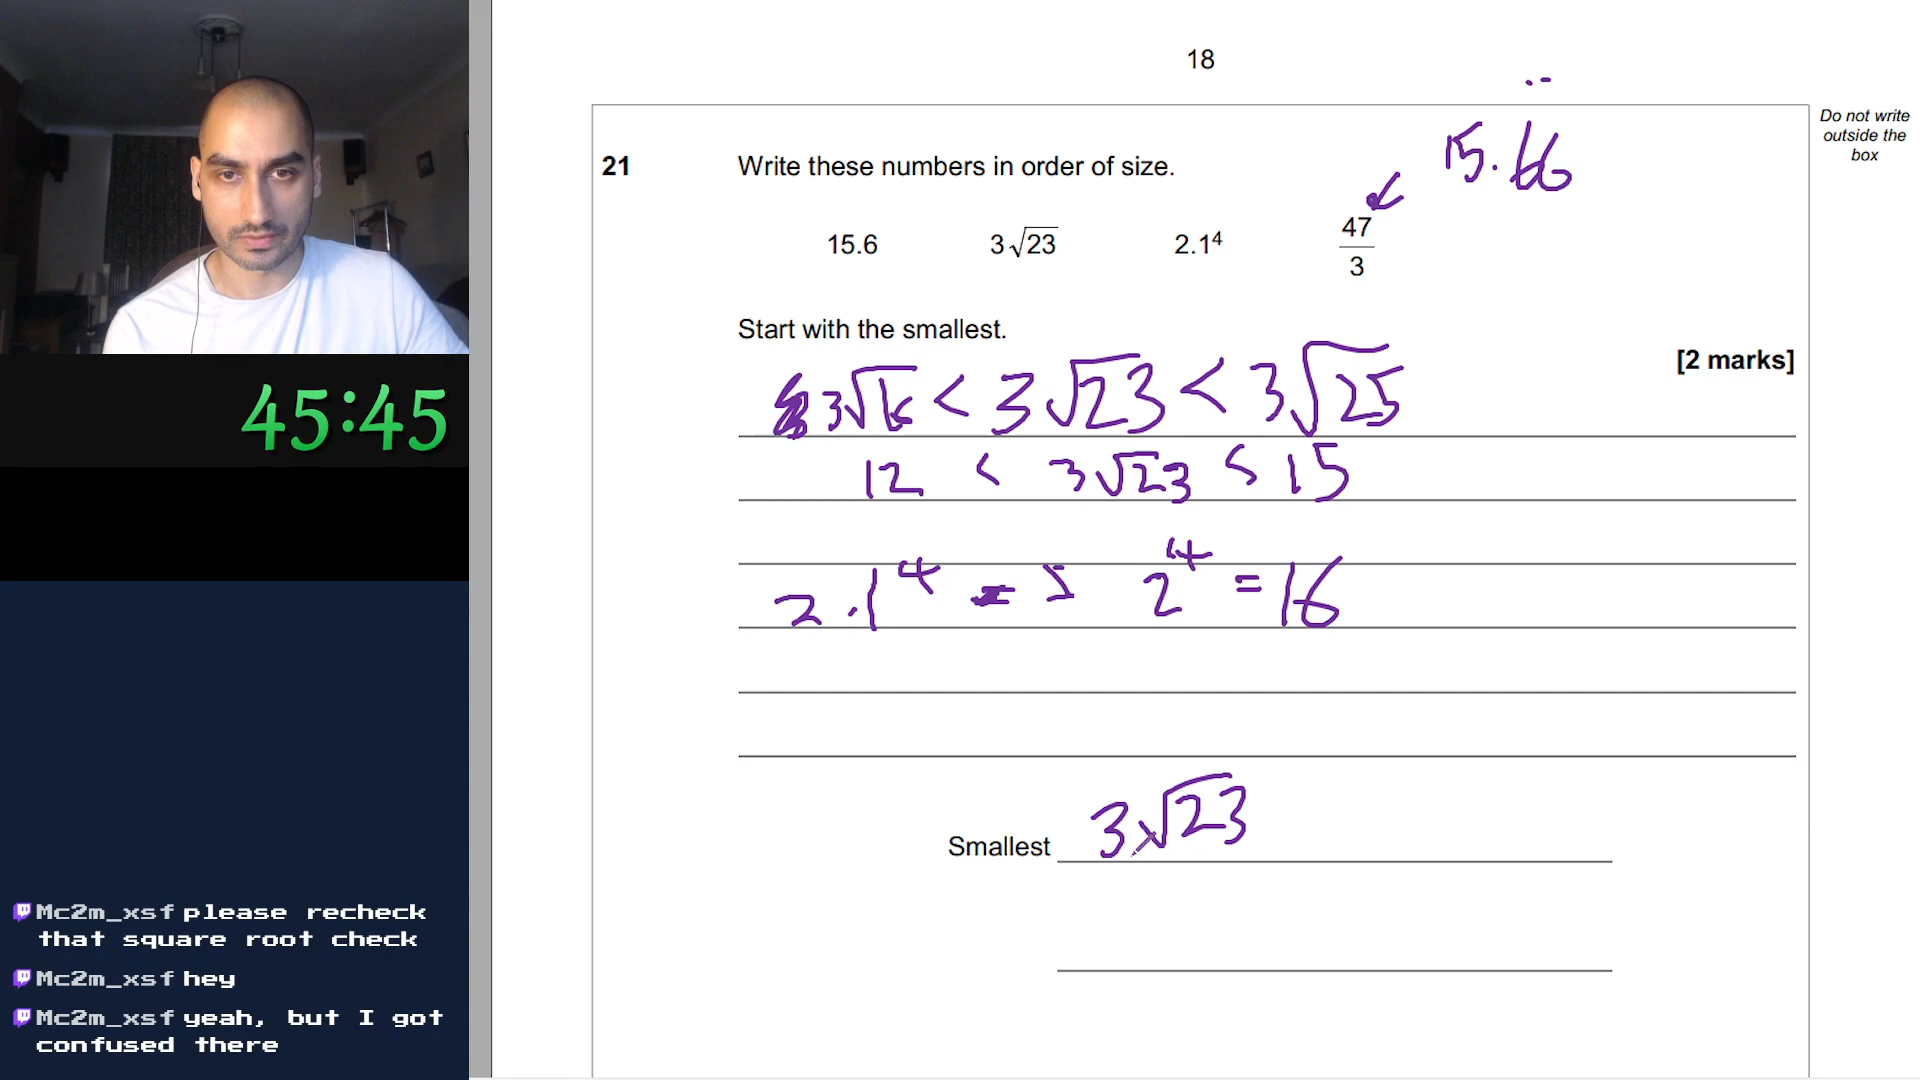 18
Do not write
outside the
box
15.66
21 Write these numbers in order of size.
15.6 3√23 2.1⁴ 47/3
Start with the smallest.
[2 marks]
3√16 < 3√23 < 3√25
12 < 3√23 < 15
2.1⁴ > 2⁴ = 16
3√23
Smallest
45:45
Mc2m_xsf please recheck
that square root check
Mc2m_xsf hey
Mc2m_xsf yeah, but I got
confused there